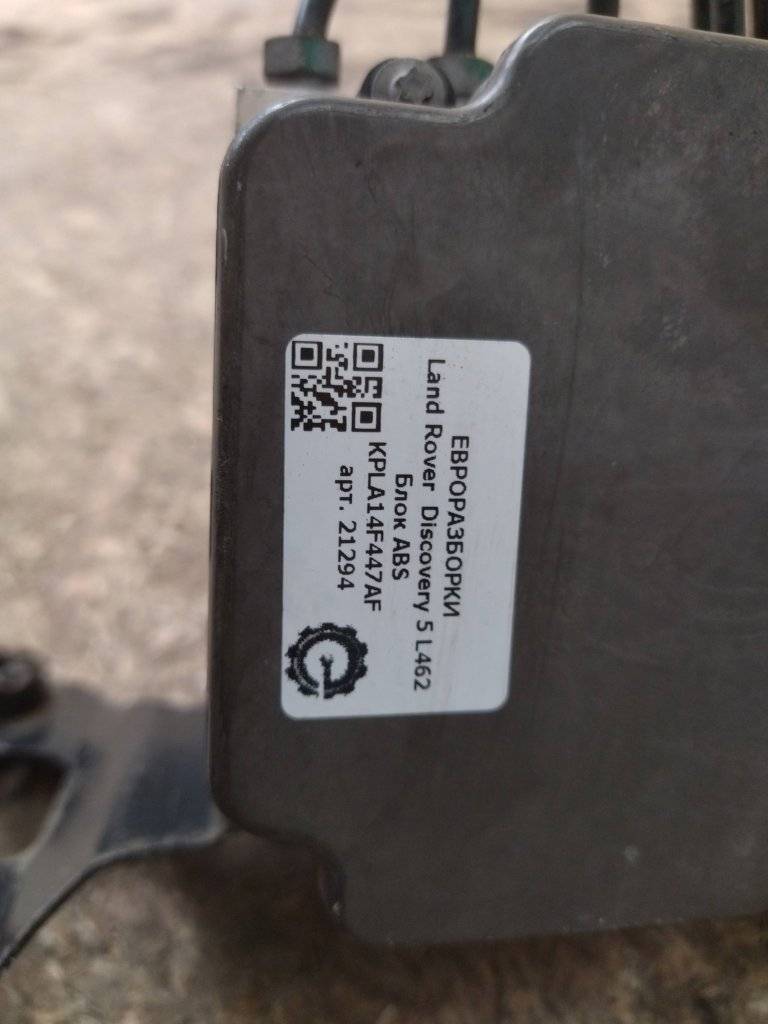 ЕВРОРАЗБОРКИ
Land Rover Discovery 5 L462
Блок ABS
KPLA14F447AF
арт. 21294